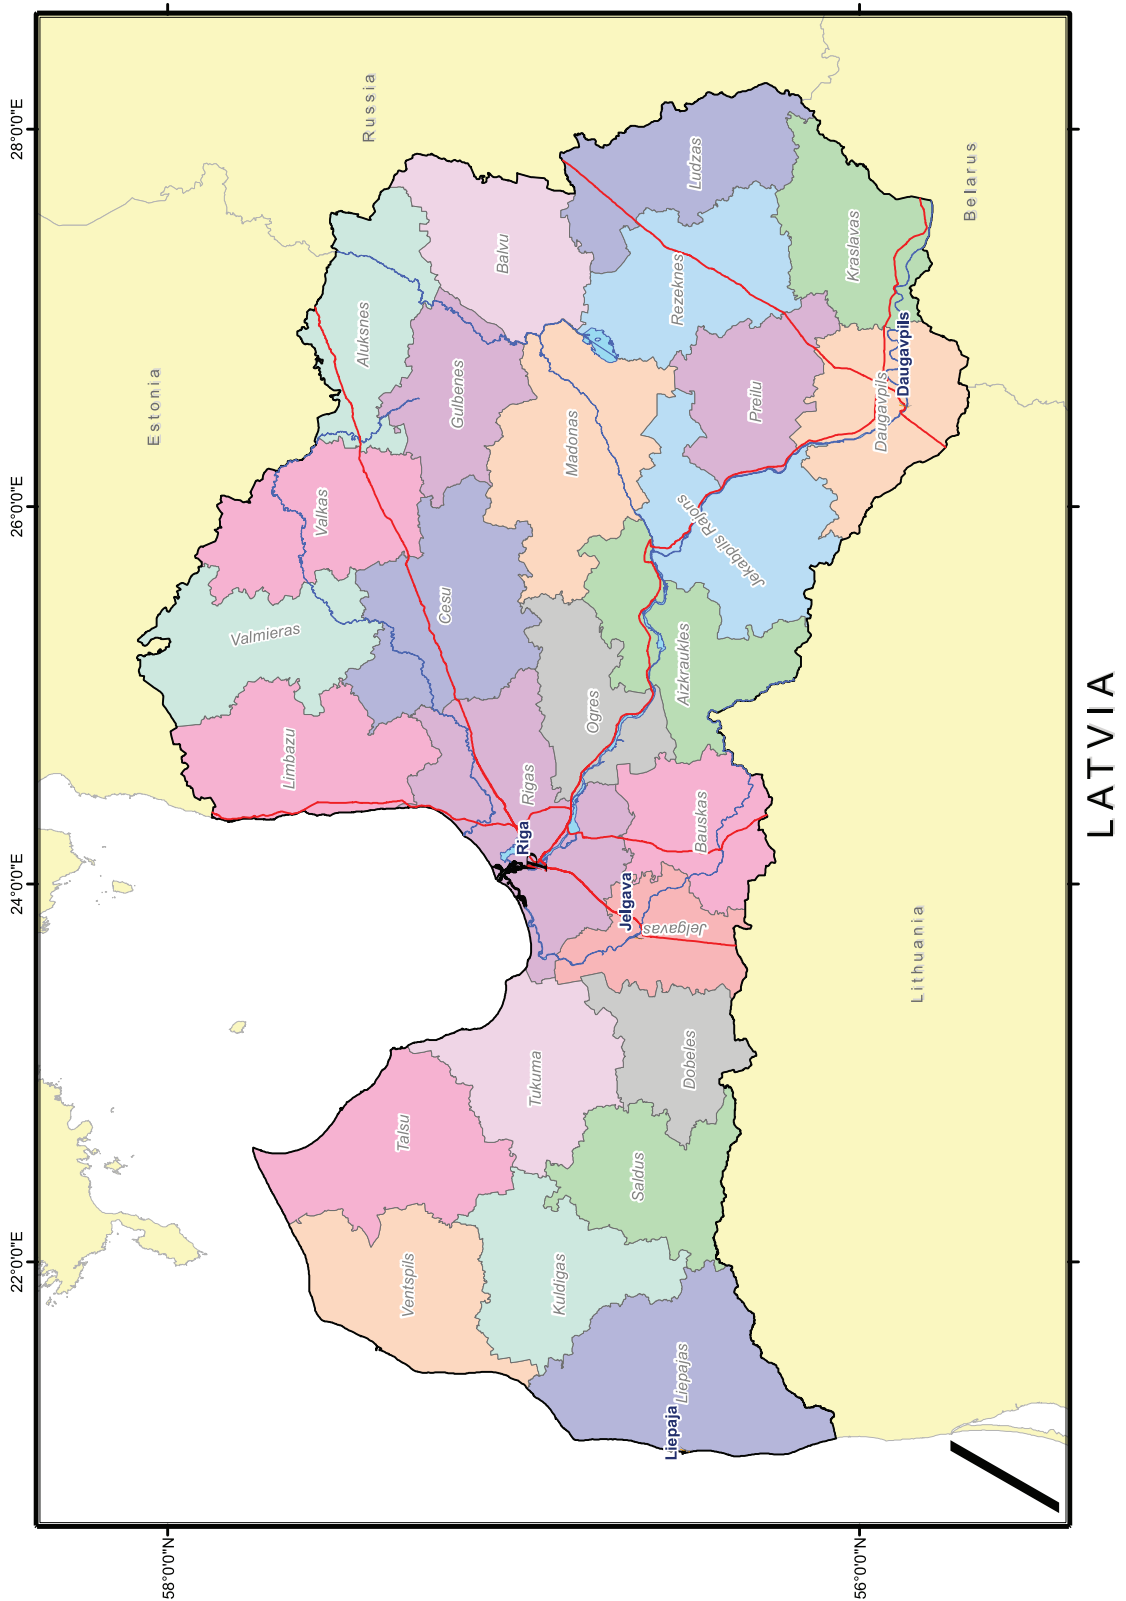 58°0'0"N
56°0'0"N
22°0'0"E
24°0'0"E
26°0'0"E
28°0'0"E
Estonia
Russia
Belarus
Lithuania
Valmieras
Valkas
Limbazu
Aluksnes
Cesu
Gulbenes
Balvu
Talsu
Ventspils
Tukuma
Rigas
Riga
Madonas
Kuldigas
Ogres
Jelgava
Jelgavas
Saldus
Dobeles
Bauskas
Aizkraukles
Jekabpils Rajons
Rezeknes
Ludzas
Preilu
Liepaja
Liepajas
Kraslavas
Daugavpils
Daugavpils
LATVIA